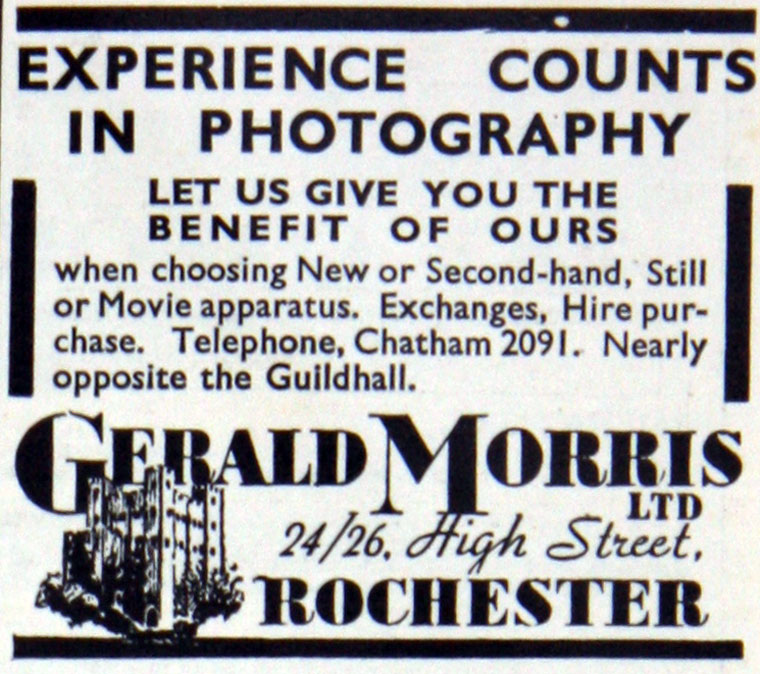 EXPERIENCE COUNTS
IN PHOTOGRAPHY
LET US GIVE YOU THE
BENEFIT OF OURS
when choosing New or Second-hand, Still
or Movie apparatus. Exchanges, Hire pur-
chase. Telephone, Chatham 2091. Nearly
opposite the Guildhall.
GERALD MORRIS
LTD
24/26, High Street,
ROCHESTER